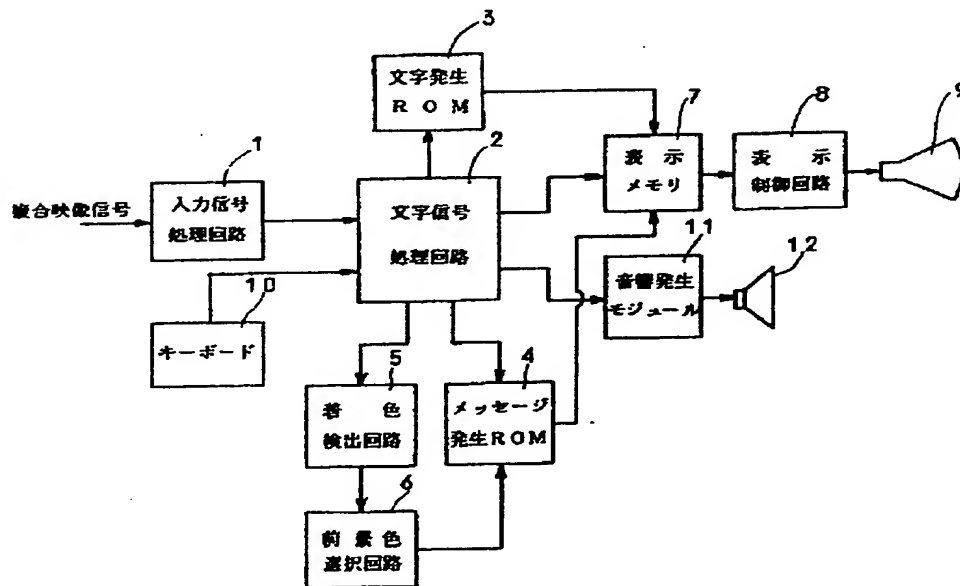 3
文字発生
ROM
1
2
7
8
9
複合映像信号
入力信号
処理回路
文字信号
処理回路
表示
メモリ
表示
制御回路
10
キーボード
11
音響発生
モジュール
12
5
着色
検出回路
4
メッセージ
発生ROM
6
前景色
選択回路